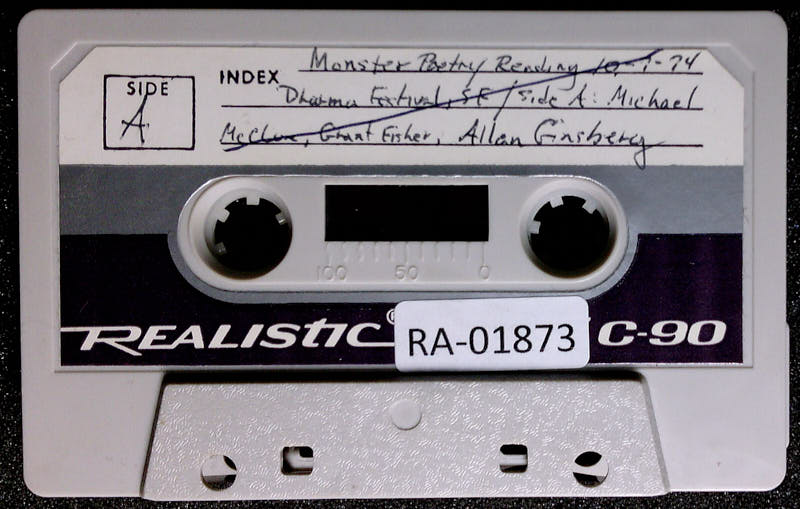 SIDE
A
INDEX
Monster Poetry Reading 10-1-74
Dharma Festival, SF / Side A: Michael
McClure, Grant Fisher, Allan Ginsberg
100 50 0
REALISTIC® C-90
RA-01873